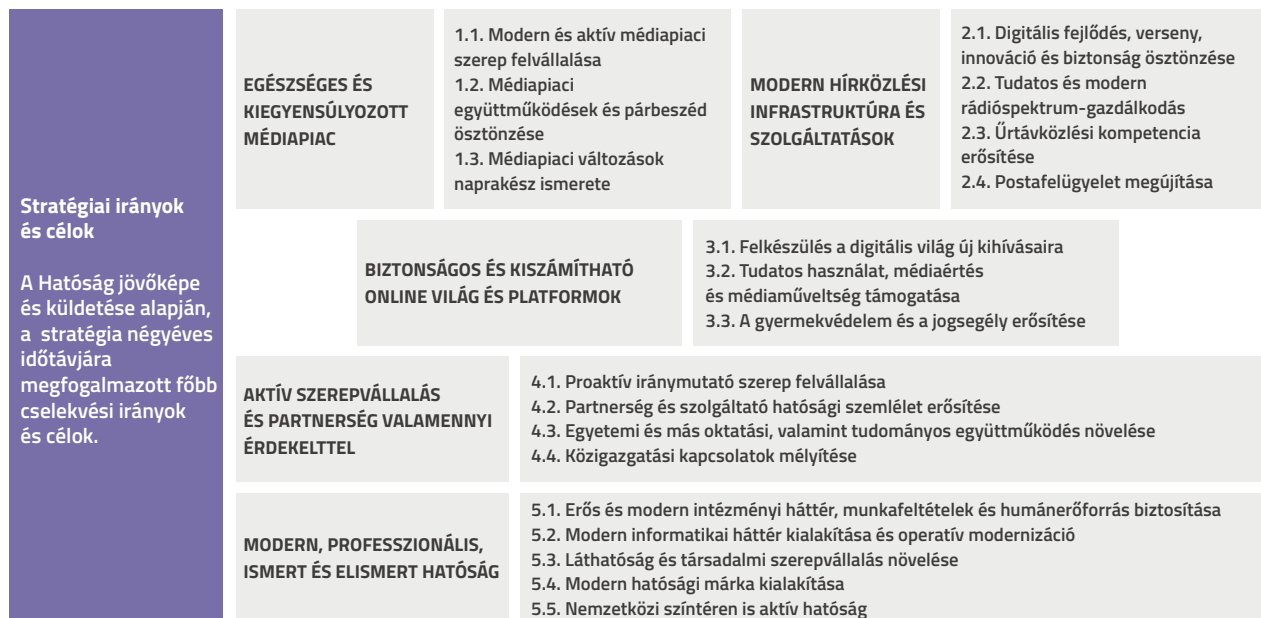 Stratégiai irányok
és célok
A Hatóság jövőképe
és küldetése alapján,
a stratégia négyéves
időtávjára
megfogalmazott főbb
cselekvési irányok
és célok.
EGÉSZSÉGES ÉS
KIEGYENSÚLYOZOTT
MÉDIAPIAC
1.1. Modern és aktív médiapiaci
szerep felvállalása
1.2. Médiapiaci
együttműködések és párbeszéd
ösztönzése
1.3. Médiapiaci változások
naprakész ismerete
MODERN HÍRKÖZLÉSI
INFRASTRUKTÚRA ÉS
SZOLGÁLTATÁSOK
2.1. Digitális fejlődés, verseny,
innováció és biztonság ösztönzése
2.2. Tudatos és modern
rádióspektrum-gazdálkodás
2.3. Űrtávközlési kompetencia
erősítése
2.4. Postafelügyelet megújítása
BIZTONSÁGOS ÉS KISZÁMÍTHATÓ
ONLINE VILÁG ÉS PLATFORMOK
3.1. Felkészülés a digitális világ új kihívásaira
3.2. Tudatos használat, médiaértés
és médiaműveltség támogatása
3.3. A gyermekvédelem és a jogsegély erősítése
AKTÍV SZEREPVÁLLALÁS
ÉS PARTNERSÉG VALAMENNYI
ÉRDEKELTTEL
4.1. Proaktív iránymutató szerep felvállalása
4.2. Partnerség és szolgáltató hatósági szemlélet erősítése
4.3. Egyetemi és más oktatási, valamint tudományos együttműködés növelése
4.4. Közigazgatási kapcsolatok mélyítése
MODERN, PROFESSZIONÁLIS,
ISMERT ÉS ELISMERT HATÓSÁG
5.1. Erős és modern intézményi háttér, munkafeltételek és humánerőforrás biztosítása
5.2. Modern informatikai háttér kialakítása és operatív modernizáció
5.3. Láthatóság és társadalmi szerepvállalás növelése
5.4. Modern hatósági márka kialakítása
5.5. Nemzetközi színtéren is aktív hatóság